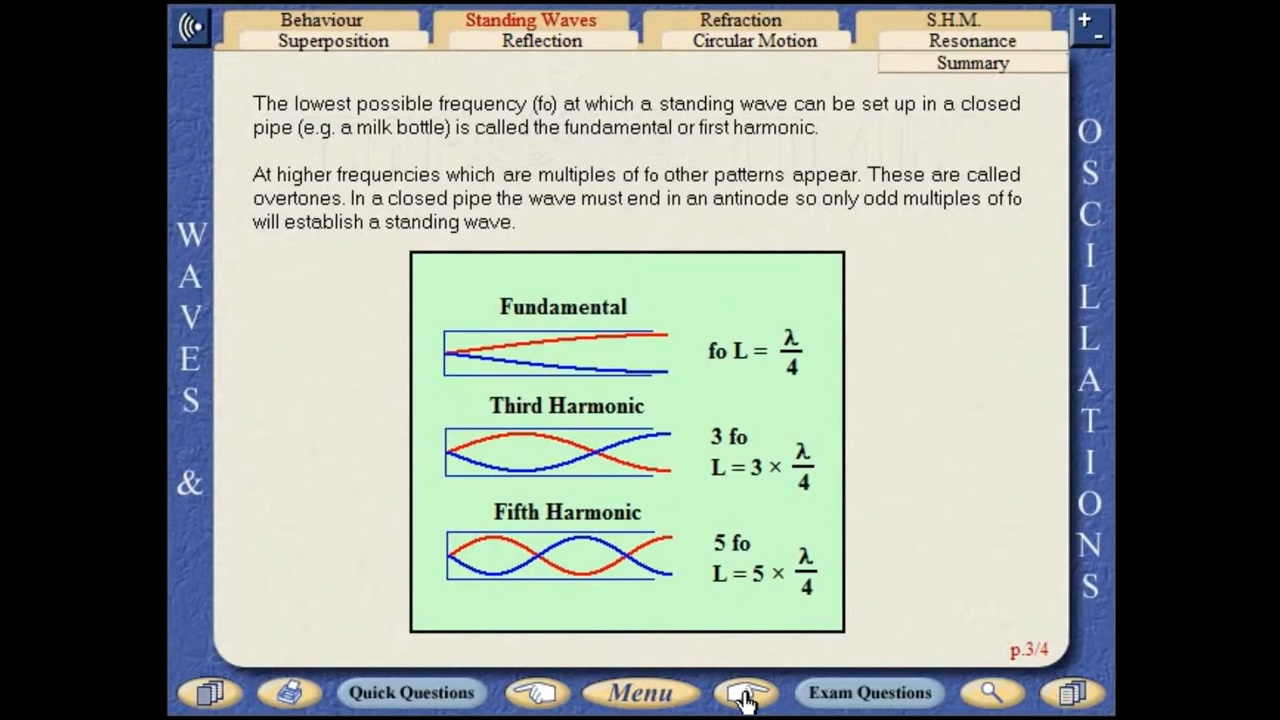 Behaviour
Standing Waves
Refraction
S.H.M.
Superposition
Reflection
Circular Motion
Resonance
Summary
+
-
The lowest possible frequency (fo) at which a standing wave can be set up in a closed
pipe (e.g. a milk bottle) is called the fundamental or first harmonic.
At higher frequencies which are multiples of fo other patterns appear. These are called
overtones. In a closed pipe the wave must end in an antinode so only odd multiples of fo
will establish a standing wave.
WAVES &
OSCILLATIONS
Fundamental
fo L = λ/4
Third Harmonic
3 fo
L = 3 × λ/4
Fifth Harmonic
5 fo
L = 5 × λ/4
p.3/4
Quick Questions
Menu
Exam Questions